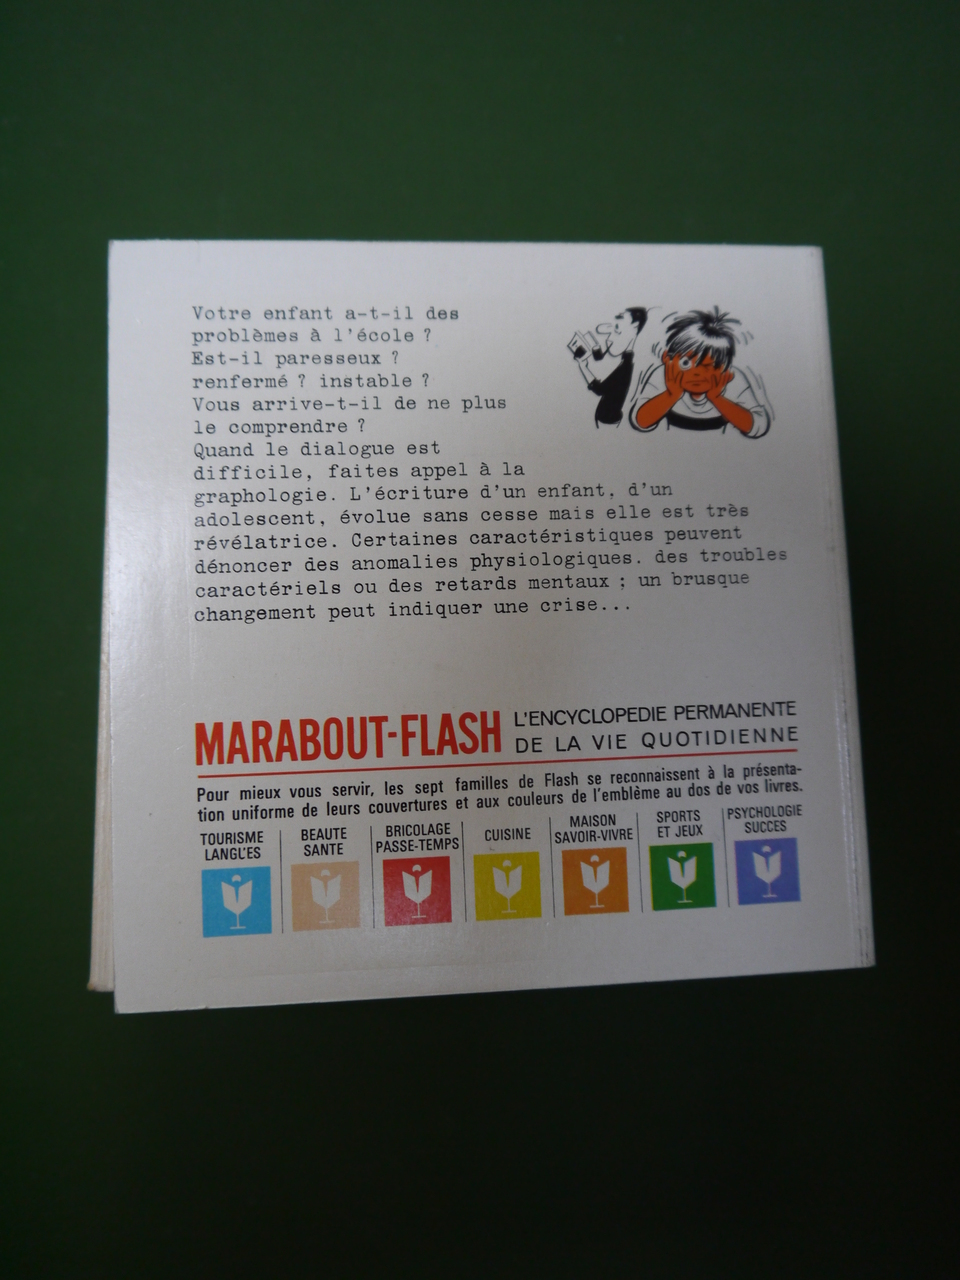 Votre enfant a-t-il des
problèmes à l'école ?
Est-il paresseux ?
renfermé ? instable ?
Vous arrive-t-il de ne plus
le comprendre ?
Quand le dialogue est
difficile, faites appel à la
graphologie. L'écriture d'un enfant, d'un
adolescent, évolue sans cesse mais elle est très
révélatrice. Certaines caractéristiques peuvent
dénoncer des anomalies physiologiques. des troubles
caractériels ou des retards mentaux ; un brusque
changement peut indiquer une crise...
MARABOUT-FLASH
L'ENCYCLOPEDIE PERMANENTE
DE LA VIE QUOTIDIENNE
Pour mieux vous servir, les sept familles de Flash se reconnaissent à la présenta-
tion uniforme de leurs couvertures et aux couleurs de l'emblème au dos de vos livres.
TOURISME
LANGUES
BEAUTE
SANTE
BRICOLAGE
PASSE-TEMPS
CUISINE
MAISON
SAVOIR-VIVRE
SPORTS
ET JEUX
PSYCHOLOGIE
SUCCES